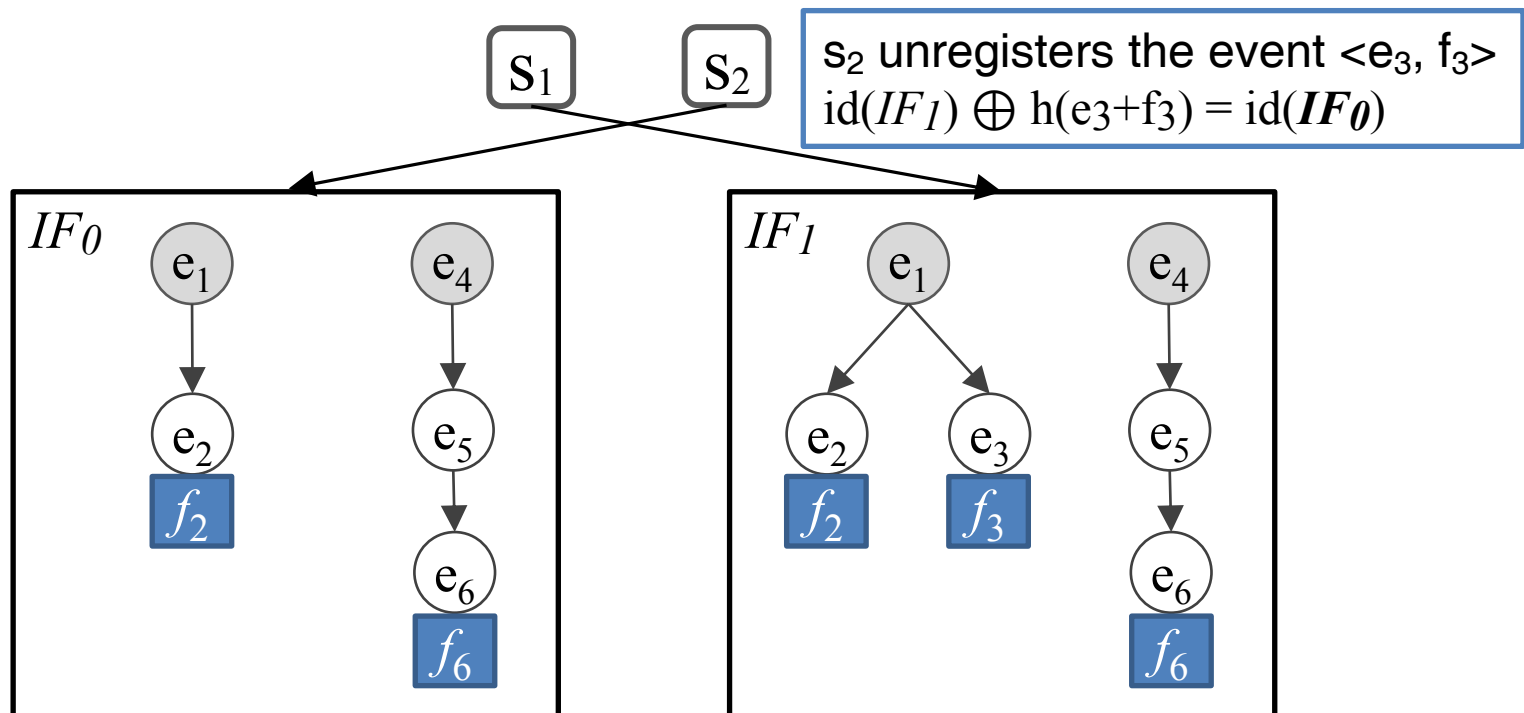 s₁ s₂
s₂ unregisters the event <e₃, f₃>
id(IF₁) ⊕ h(e₃+f₃) = id(IF₀)
IF₀
e₁ e₄
e₂ e₅
f₂
e₆
f₆
IF₁
e₁ e₄
e₂ e₃ e₅
f₂ f₃
e₆
f₆